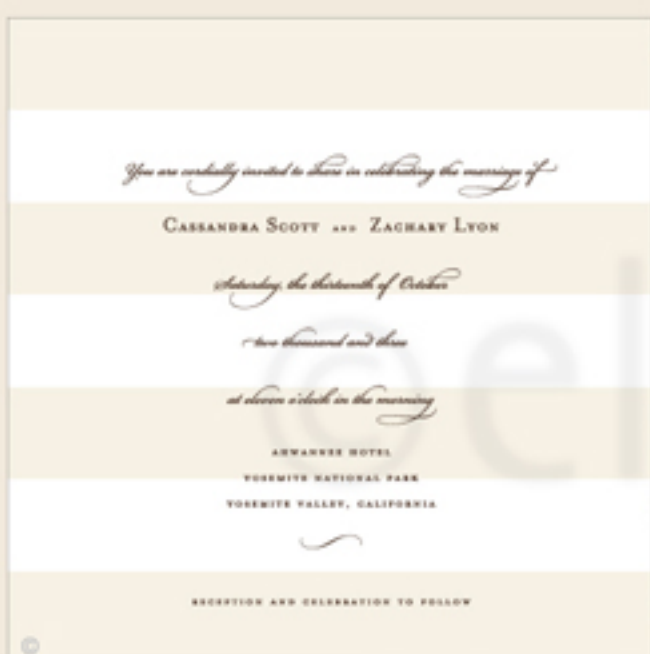 You are cordially invited to share in celebrating the marriage of
CASSANDRA SCOTT AND ZACHARY LYON
Saturday, the thirteenth of October
two thousand and three
at eleven o'clock in the morning
AHWANNEE HOTEL
YOSEMITE NATIONAL PARK
YOSEMITE VALLEY, CALIFORNIA
RECEPTION AND CELEBRATION TO FOLLOW
©el